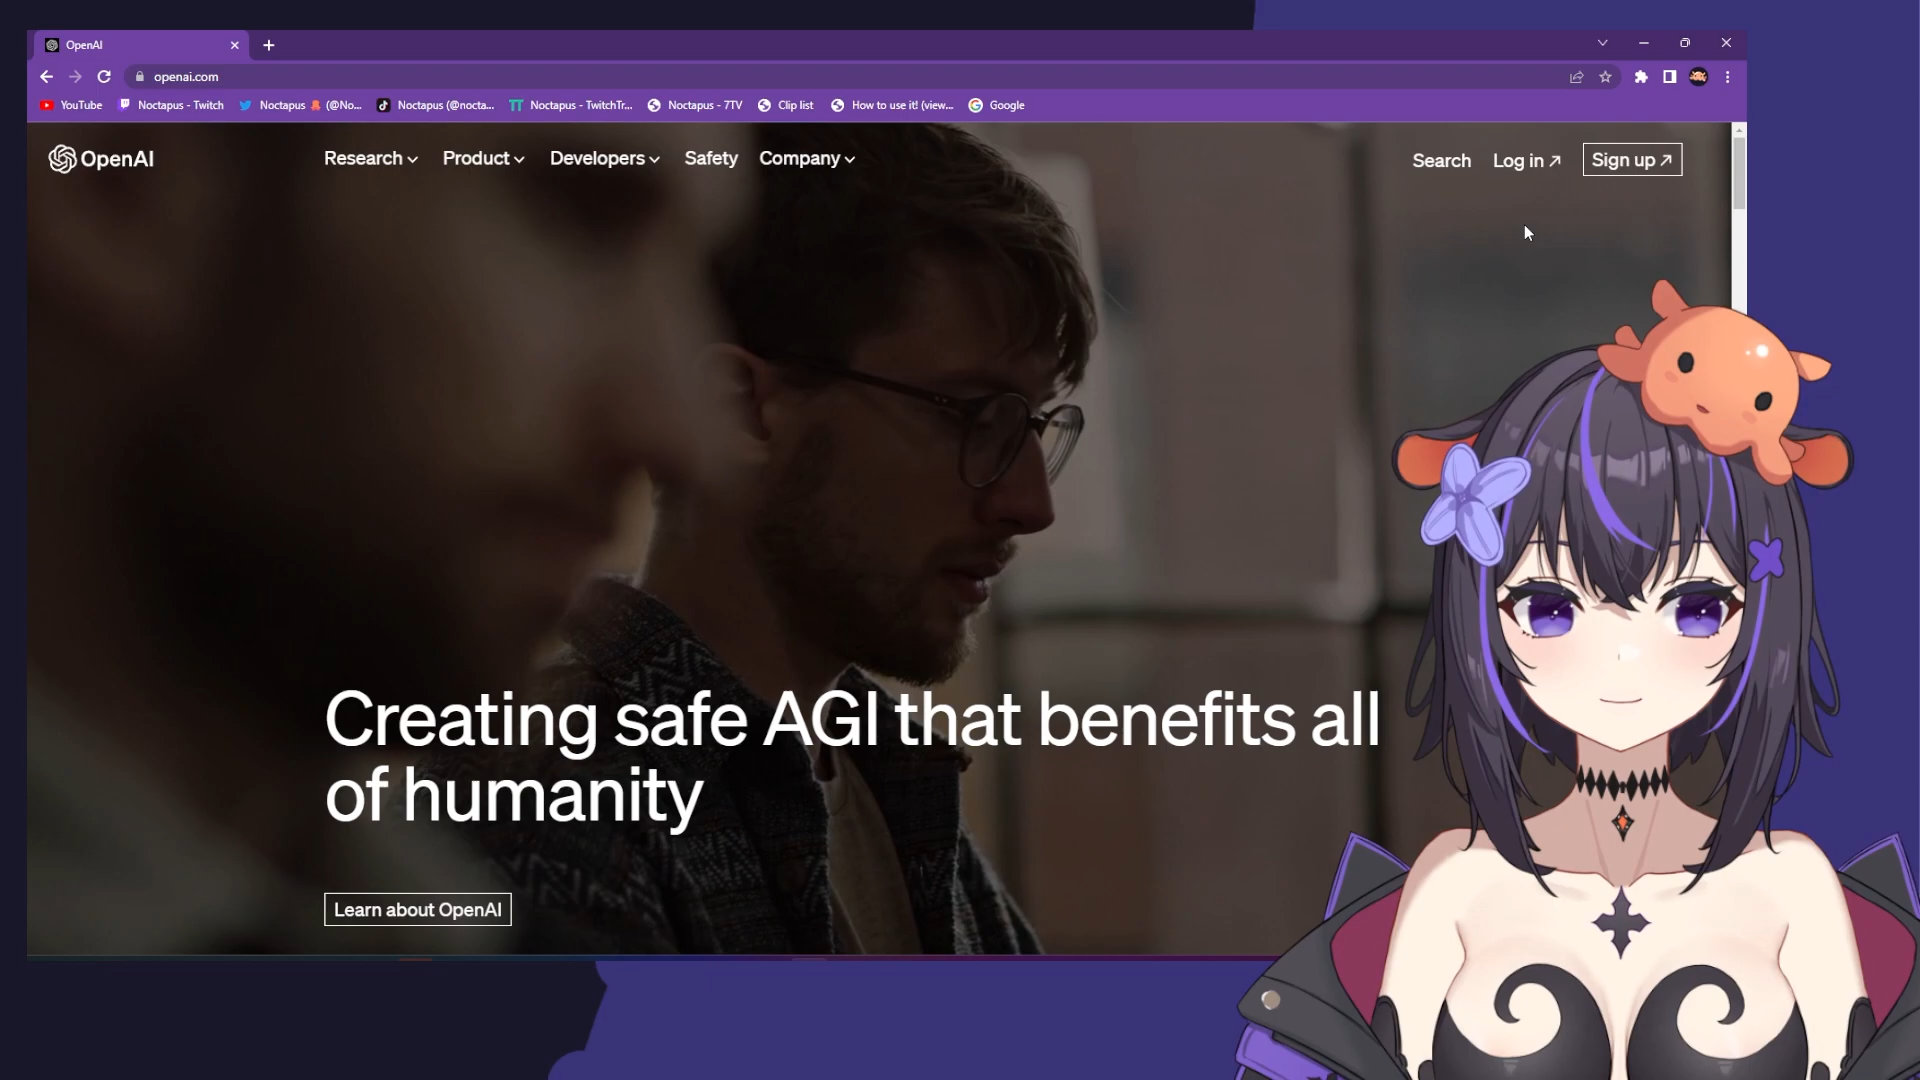 OpenAI
openai.com
YouTube
Noctapus - Twitch
Noctapus 🐙 (@No...
Noctapus (@nocta...
Noctapus - TwitchTr...
Noctapus - 7TV
Clip list
How to use it! (view...
Google
OpenAI
Research
Product
Developers
Safety
Company
Search
Log in ↗
Sign up ↗
Creating safe AGI that benefits all
of humanity
Learn about OpenAI